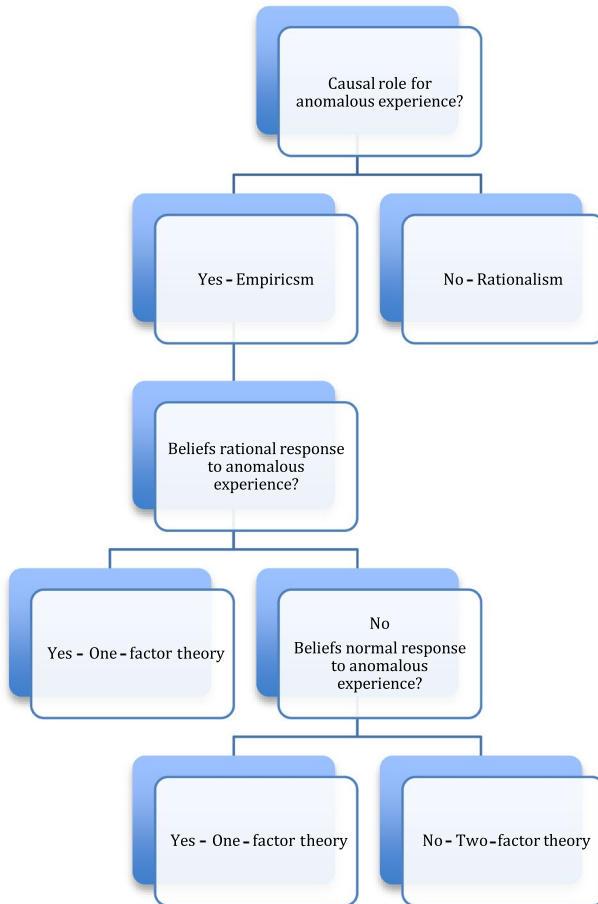 Causal role for
anomalous experience?
Yes - Empiricsm
No - Rationalism
Beliefs rational response
to anomalous
experience?
Yes - One-factor theory
No
Beliefs normal response
to anomalous
experience?
Yes - One-factor theory
No - Two-factor theory